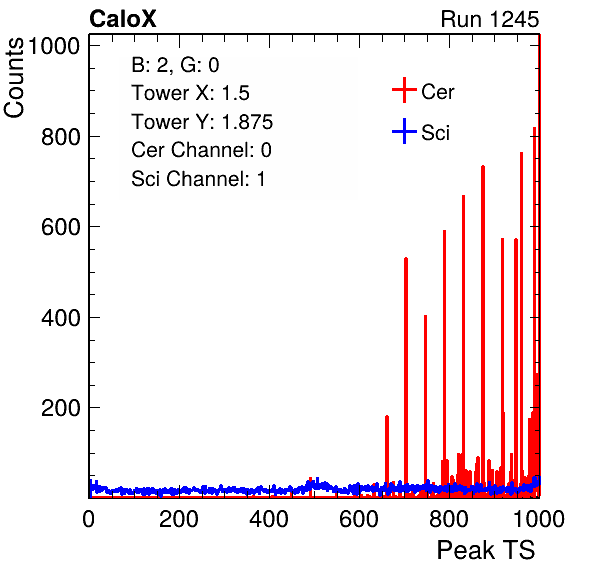 CaloX Run 1245
Counts
1000
800
600
400
200
B: 2, G: 0
Tower X: 1.5
Tower Y: 1.875
Cer Channel: 0
Sci Channel: 1
Cer
Sci
0 200 400 600 800 1000
Peak TS